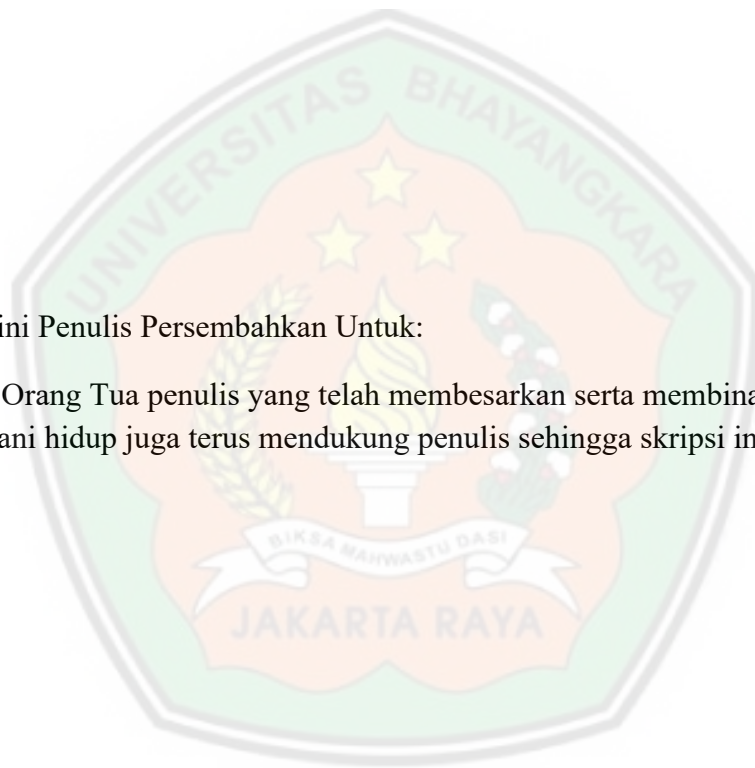 UNIVERSITAS BHAYANGKARA
ini Penulis Persembahkan Untuk:
Orang Tua penulis yang telah membesarkan serta membina
ani hidup juga terus mendukung penulis sehingga skripsi in
BIKSA MAHWASTU DASI
JAKARTA RAYA